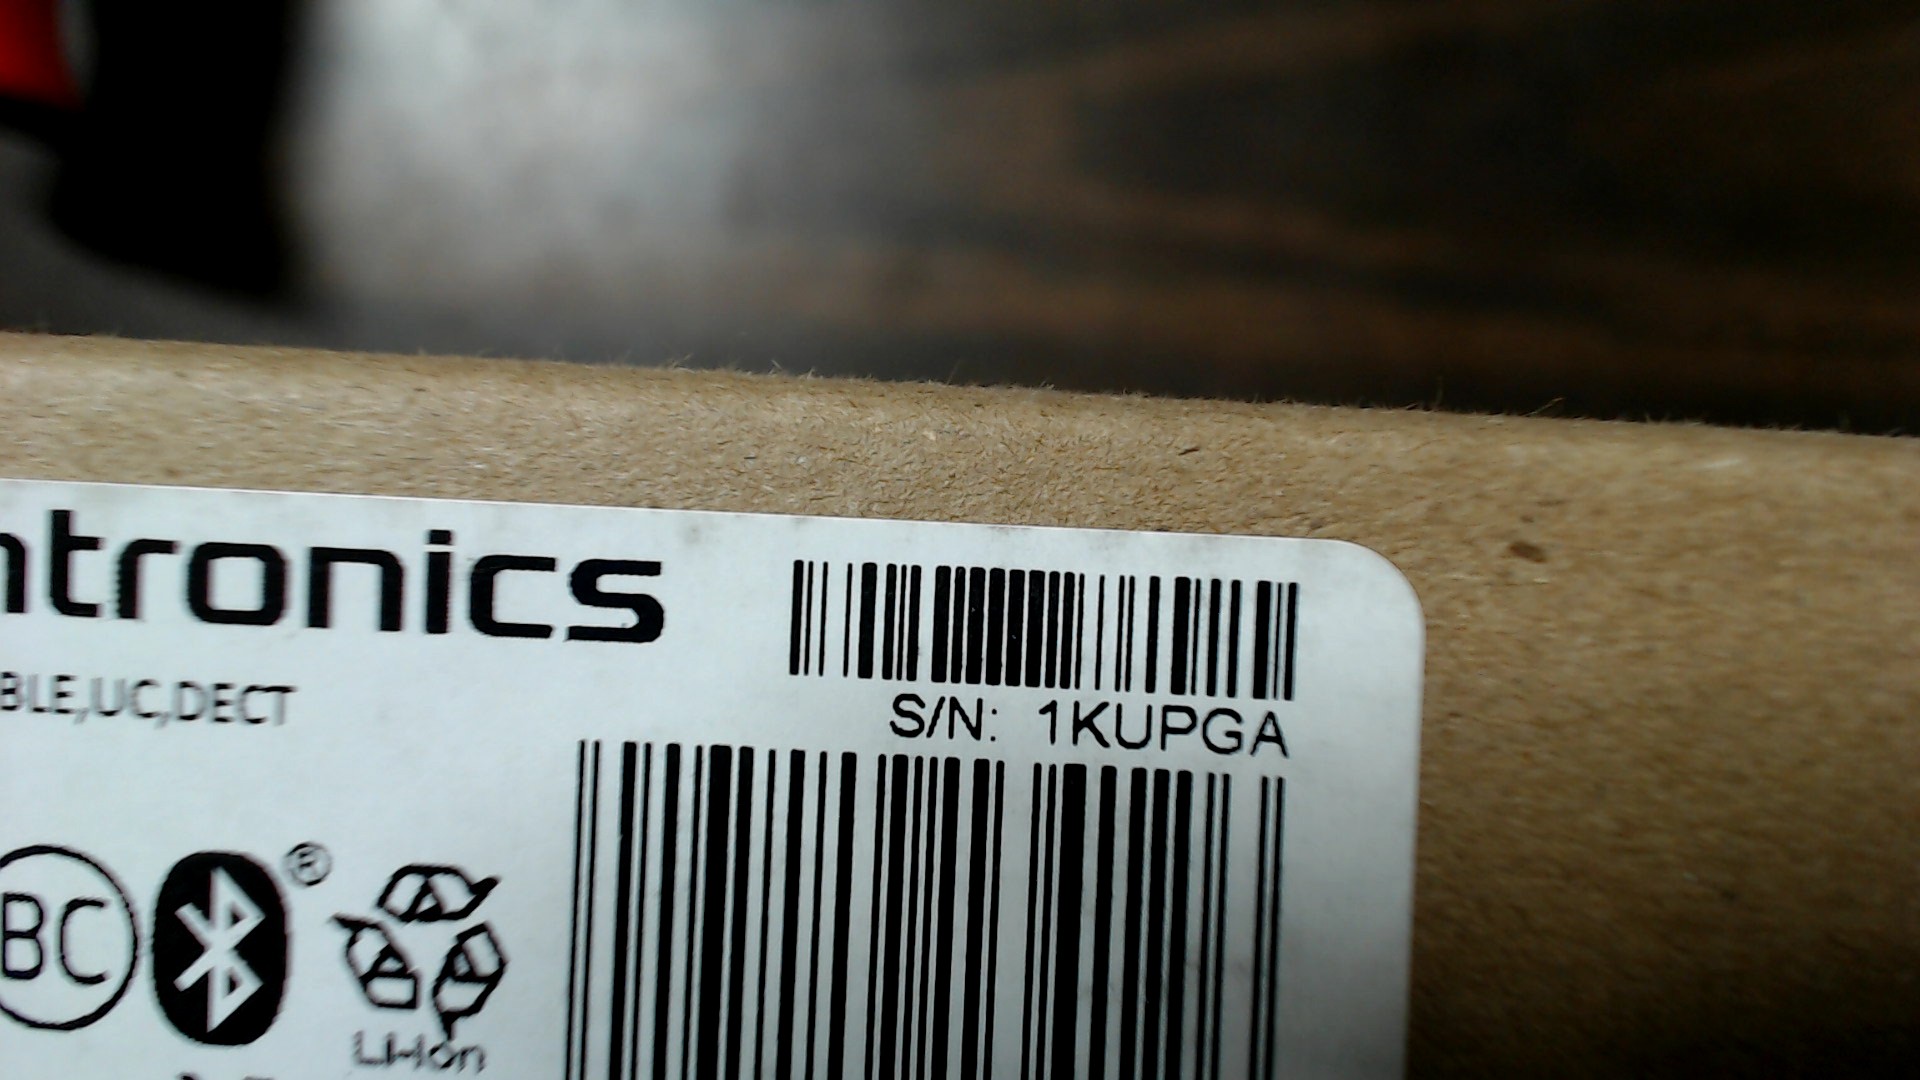 ntronics
S/N: 1KUPGA
BLE,UC,DECT
BC
®
Li-Ion